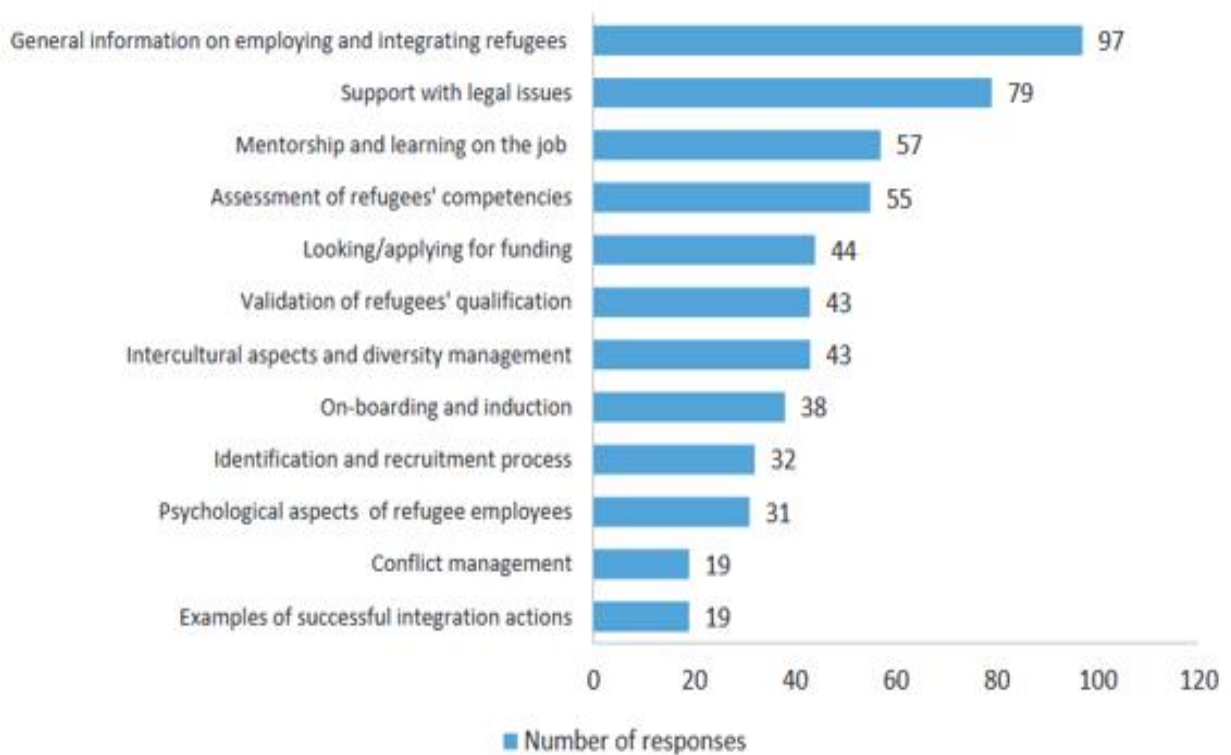 General information on employing and integrating refugees 97
Support with legal issues 79
Mentorship and learning on the job 57
Assessment of refugees' competencies 55
Looking/applying for funding 44
Validation of refugees' qualification 43
Intercultural aspects and diversity management 43
On-boarding and induction 38
Identification and recruitment process 32
Psychological aspects of refugee employees 31
Conflict management 19
Examples of successful integration actions 19
0 20 40 60 80 100 120
Number of responses